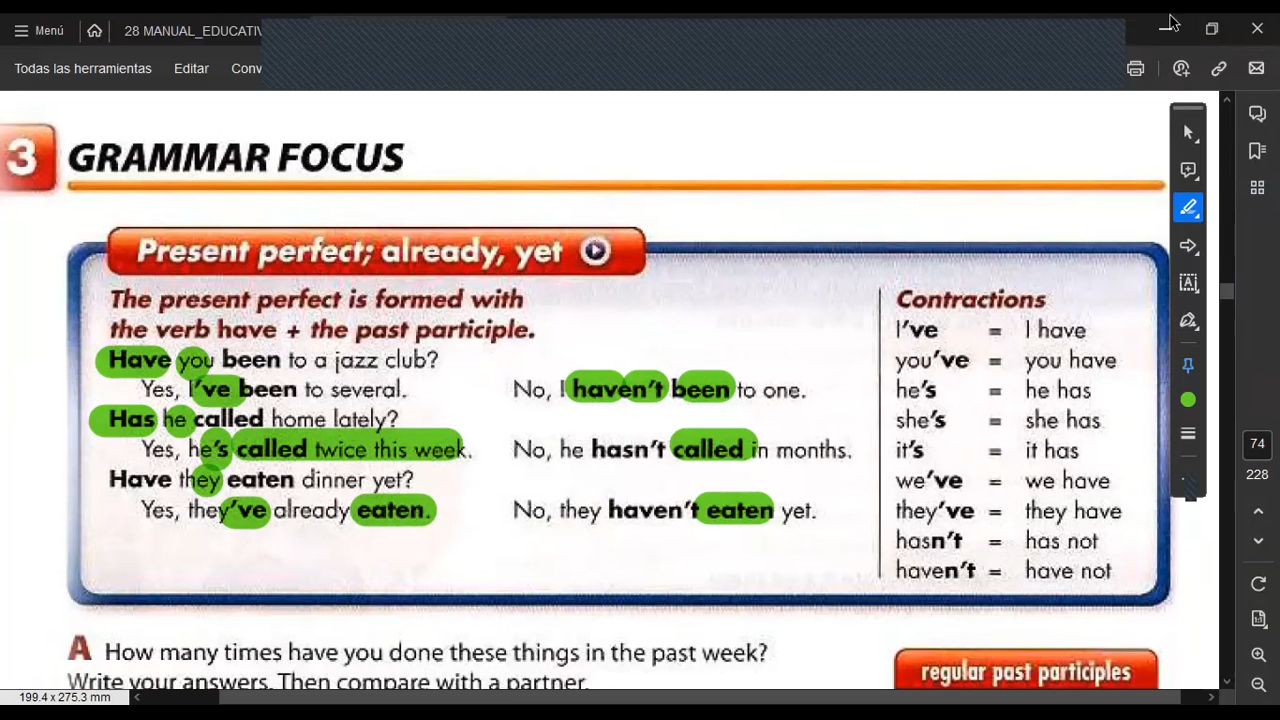 Menú
28 MANUAL_EDUCATIV
Todas las herramientas
Editar
Conv
3 GRAMMAR FOCUS
Present perfect; already, yet
The present perfect is formed with
the verb have + the past participle.
Have you been to a jazz club?
Yes, I've been to several. No, I haven't been to one.
Has he called home lately?
Yes, he's called twice this week. No, he hasn't called in months.
Have they eaten dinner yet?
Yes, they've already eaten. No, they haven't eaten yet.
Contractions
I've = I have
you've = you have
he's = he has
she's = she has
it's = it has
we've = we have
they've = they have
hasn't = has not
haven't = have not
A How many times have you done these things in the past week?
Write your answers. Then compare with a partner.
regular past participles
74
228
199.4 x 275.3 mm